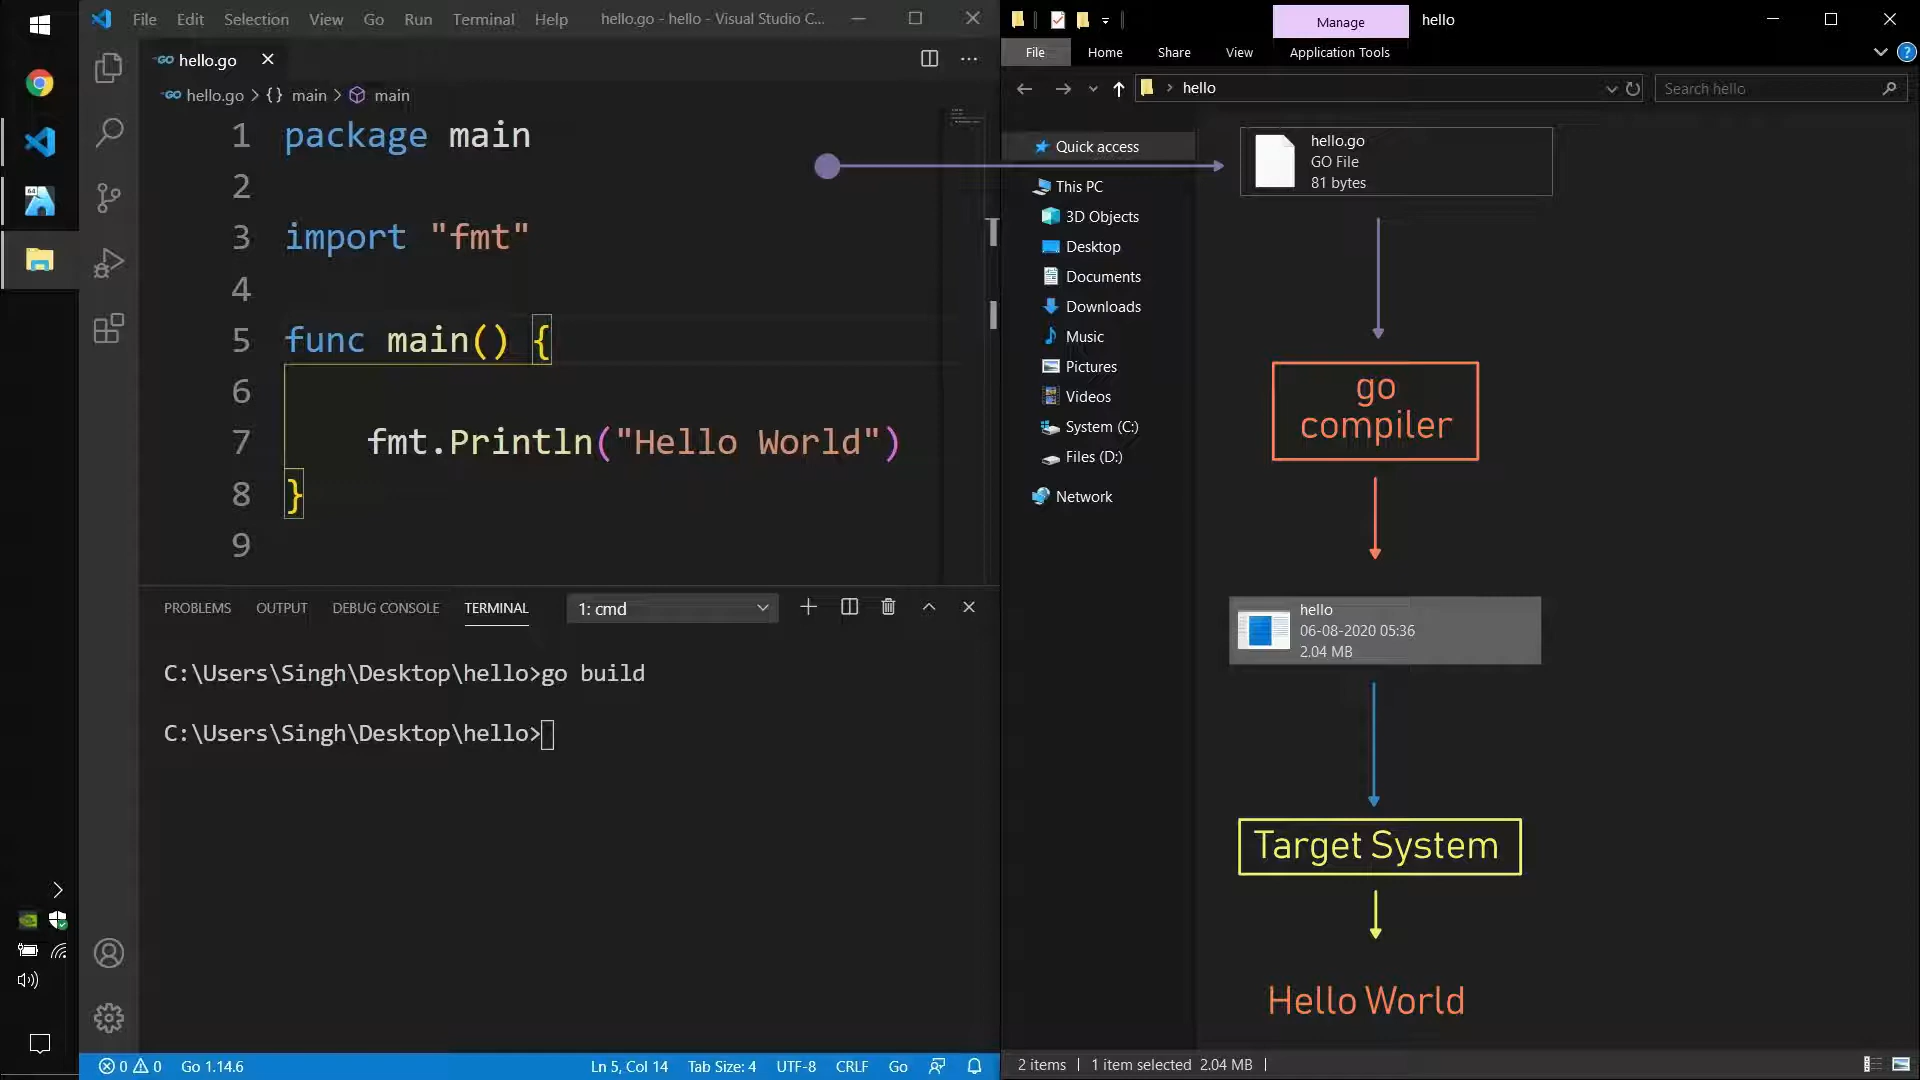 File Edit Selection View Go Run Terminal Help hello.go - hello - Visual Studio C...
GO hello.go
GO hello.go > {} main > main
1 package main
2
3 import "fmt"
4
5 func main() {
6
7 fmt.Println("Hello World")
8 }
9
PROBLEMS OUTPUT DEBUG CONSOLE TERMINAL 1: cmd
C:\Users\Singh\Desktop\hello>go build
C:\Users\Singh\Desktop\hello>
0 0 Go 1.14.6 Ln 5, Col 14 Tab Size: 4 UTF-8 CRLF Go
Manage hello
File Home Share View Application Tools
hello
Search hello
Quick access
This PC
3D Objects
Desktop
Documents
Downloads
Music
Pictures
Videos
System (C:)
Files (D:)
Network
hello.go
GO File
81 bytes
go
compiler
hello
06-08-2020 05:36
2.04 MB
Target System
Hello World
2 items 1 item selected 2.04 MB